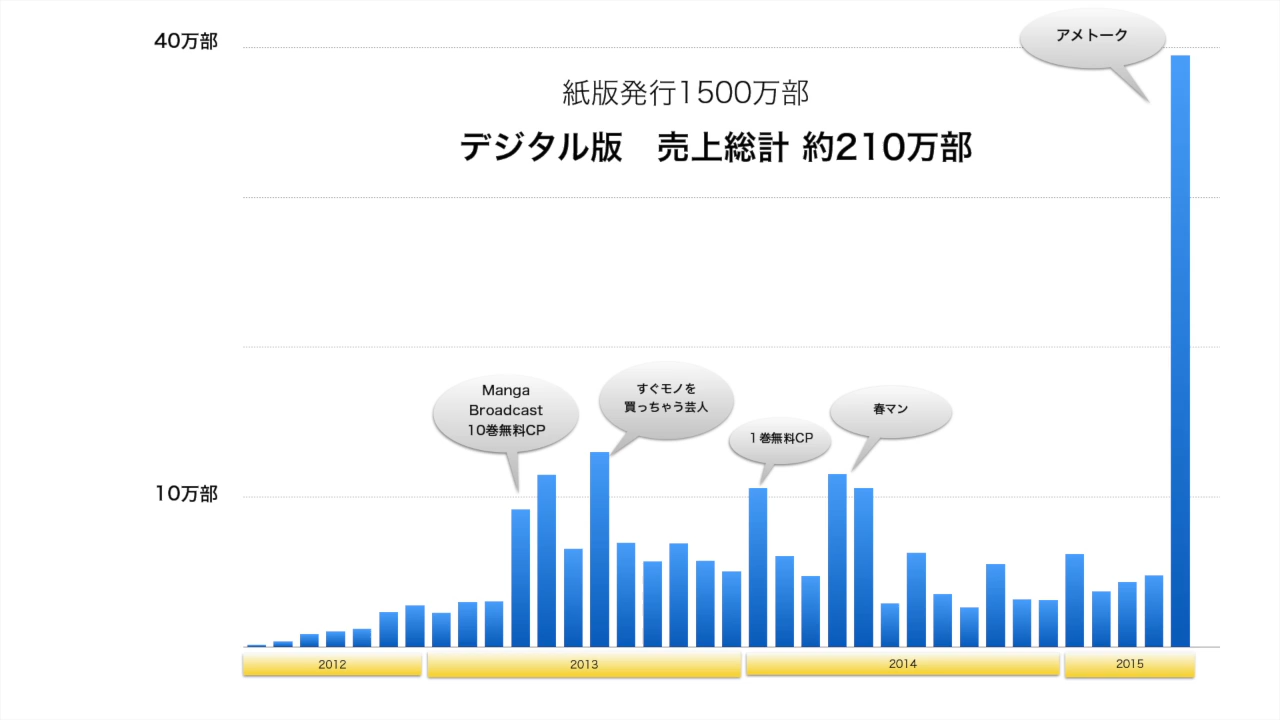 40万部
アメトーク
紙版発行1500万部
デジタル版　売上総計 約210万部
Manga
Broadcast
10巻無料CP
すぐモノを
買っちゃう芸人
１巻無料CP
春マン
10万部
2012
2013
2014
2015